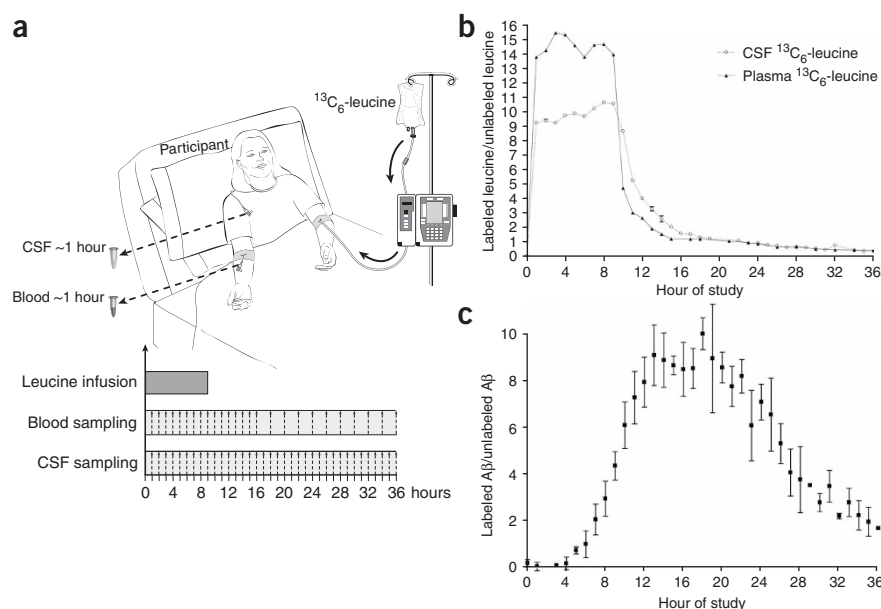 a
¹³C₆-leucine
Participant
CSF ~1 hour
Blood ~1 hour
Leucine infusion
Blood sampling
CSF sampling
0 4 8 12 16 20 24 28 32 36 hours
b
16
15
14
13
12
11
10
9
8
7
6
5
4
3
2
1
0
Labeled leucine/unlabeled leucine
CSF ¹³C₆-leucine
Plasma ¹³C₆-leucine
0 4 8 12 16 20 24 28 32 36
Hour of study
c
10
8
6
4
2
0
Labeled Aβ/unlabeled Aβ
0 4 8 12 16 20 24 28 32 36
Hour of study